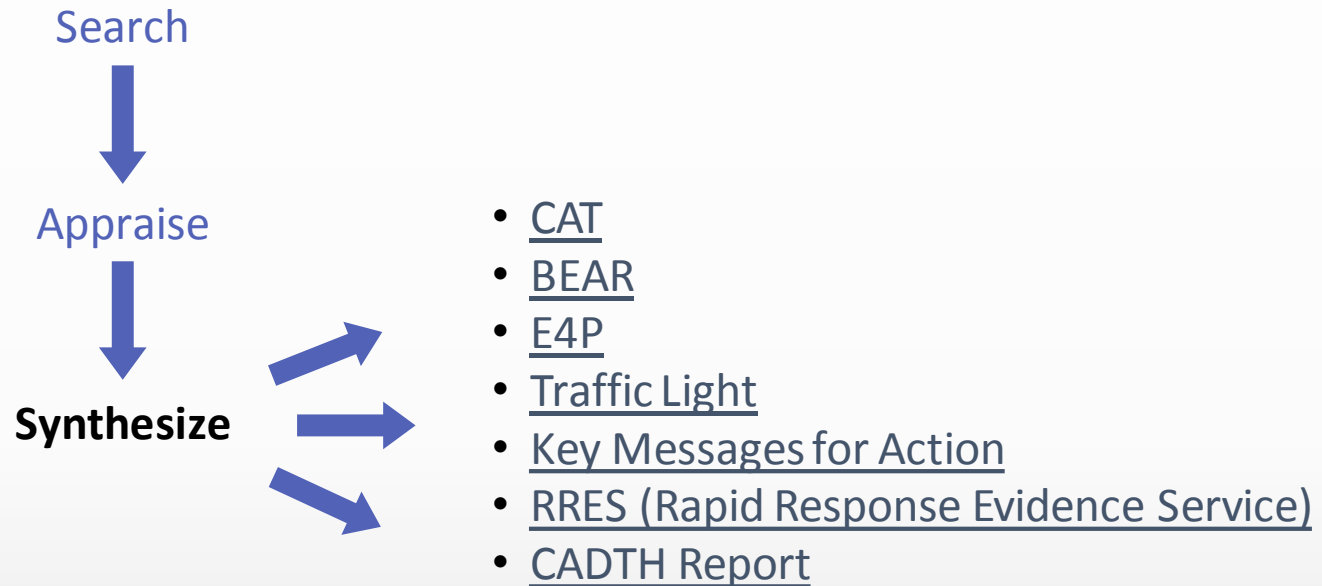 Search
Appraise
Synthesize
• CAT
• BEAR
• E4P
• Traffic Light
• Key Messages for Action
• RRES (Rapid Response Evidence Service)
• CADTH Report